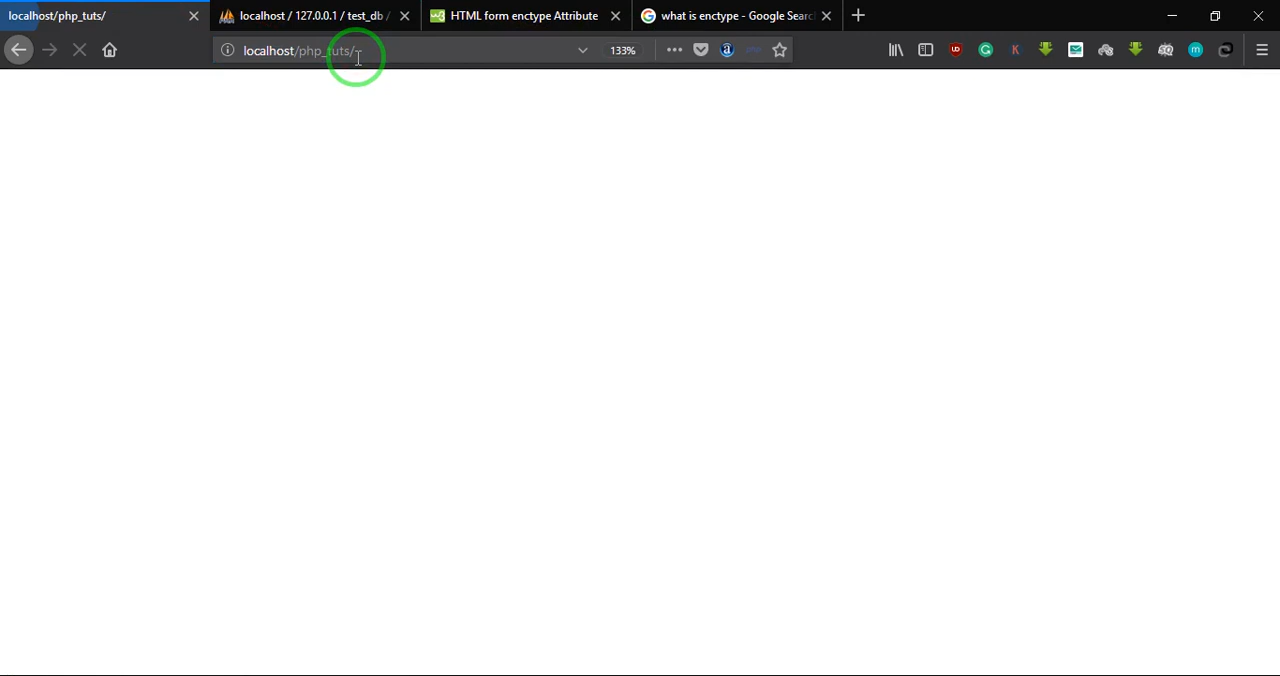 localhost/php_tuts/
localhost / 127.0.0.1 / test_db /
HTML form enctype Attribute
what is enctype - Google Searc
localhost/php_tuts/
133%